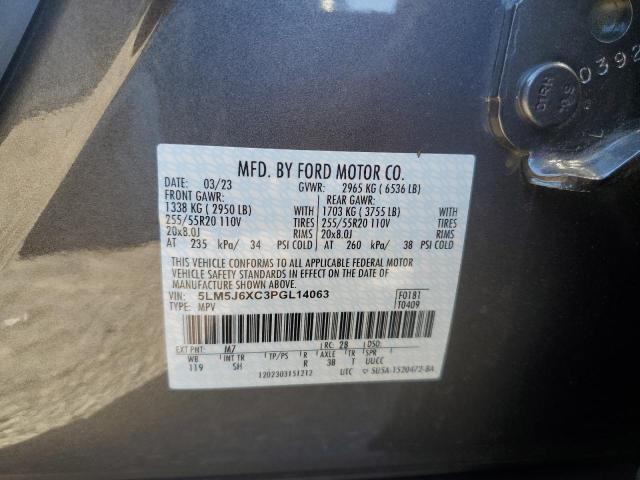 0392
MFD. BY FORD MOTOR CO.
DATE: 03/23 GVWR: 2965 KG ( 6536 LB)
FRONT GAWR: REAR GAWR:
1338 KG ( 2950 LB) WITH 1703 KG ( 3755 LB) WITH
255/55R20 110V TIRES 255/55R20 110V TIRES
20x8.0J RIMS 20x8.0J RIMS
AT 235 kPa/ 34 PSI COLD AT 260 kPa/ 38 PSI COLD
THIS VEHICLE CONFORMS TO ALL APPLICABLE FEDERAL MOTOR
VEHICLE SAFETY STANDARDS IN EFFECT ON THE DATE OF MANUFACTURE
SHOWN ABOVE.
VIN: 5LM5J6XC3PGL14063 F0181
TYPE: MPV T0409
EXT PNT: M7 RC: 28 DSO:
WB INT TR TP/PS R AXLE TR SPR
119 SH R 3B T UUCC
1202303151212 UTC SU5A-1520472-BA